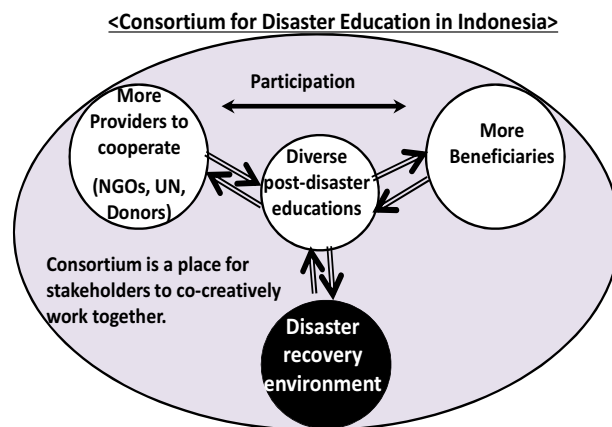 <Consortium for Disaster Education in Indonesia>
Participation
More
Providers to
cooperate
(NGOs, UN,
Donors)
Diverse
post-disaster
educations
More
Beneficiaries
Consortium is a place for
stakeholders to co-creatively
work together.
Disaster
recovery
environment